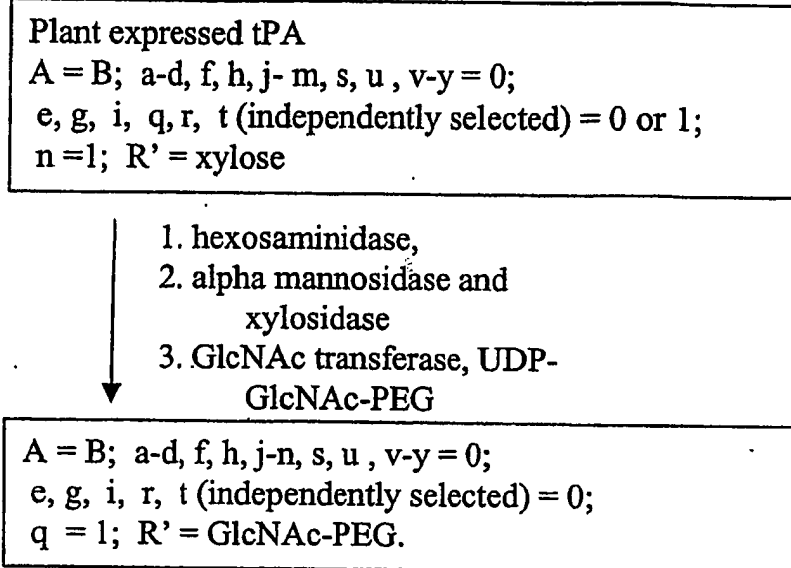 Plant expressed tPA
A = B; a-d, f, h, j- m, s, u , v-y = 0;
e, g, i, q, r, t (independently selected) = 0 or 1;
n =1; R’ = xylose
1. hexosaminidase,
2. alpha mannosidase and
xylosidase
3. GlcNAc transferase, UDP-
GlcNAc-PEG
A = B; a-d, f, h, j-n, s, u , v-y = 0;
e, g, i, r, t (independently selected) = 0;
q = 1; R’ = GlcNAc-PEG.